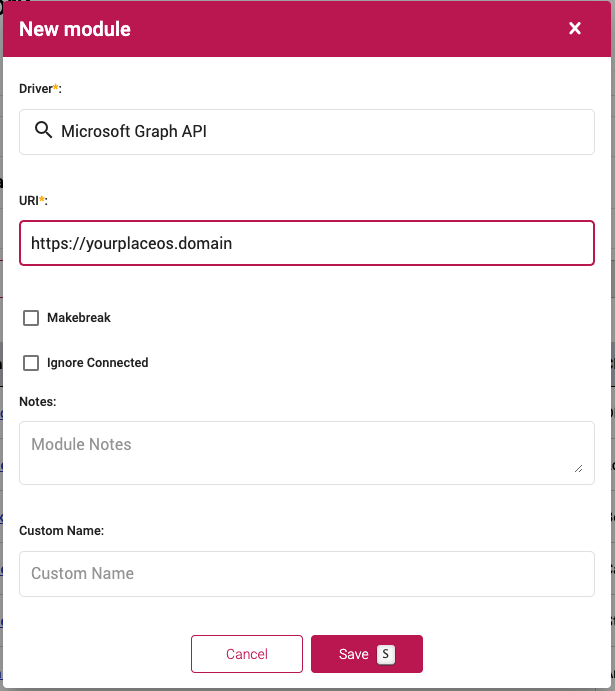 New module
Driver*:
Microsoft Graph API
URI*:
https://yourplaceos.domain
Makebreak
Ignore Connected
Notes:
Module Notes
Custom Name:
Custom Name
Cancel
Save S